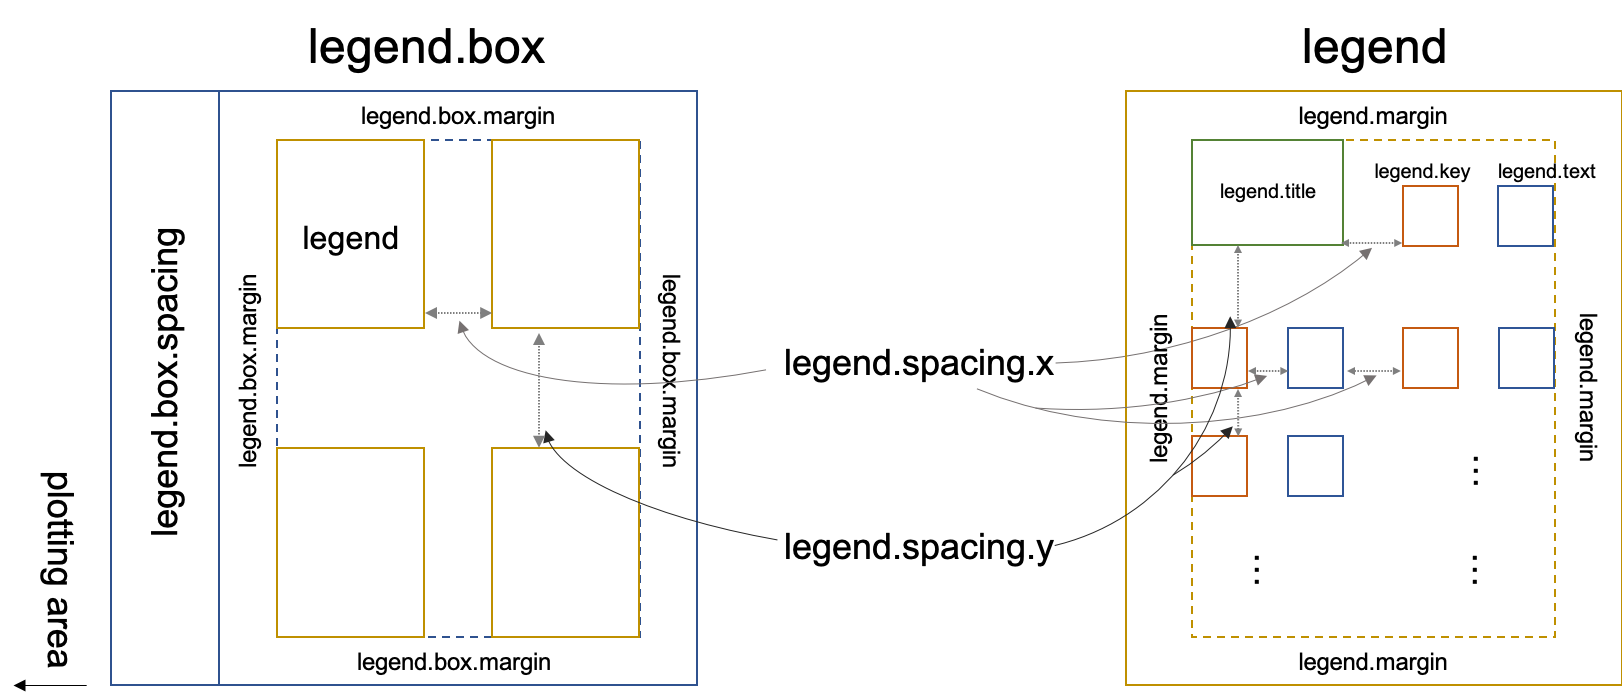 legend.box
legend
legend.box.margin
legend
legend.box.spacing
legend.box.margin
legend.box.margin
legend.box.margin
plotting area
legend.spacing.x
legend.spacing.y
legend.margin
legend.title
legend.key
legend.text
legend.margin
legend.margin
⋮
⋮
⋮
legend.margin